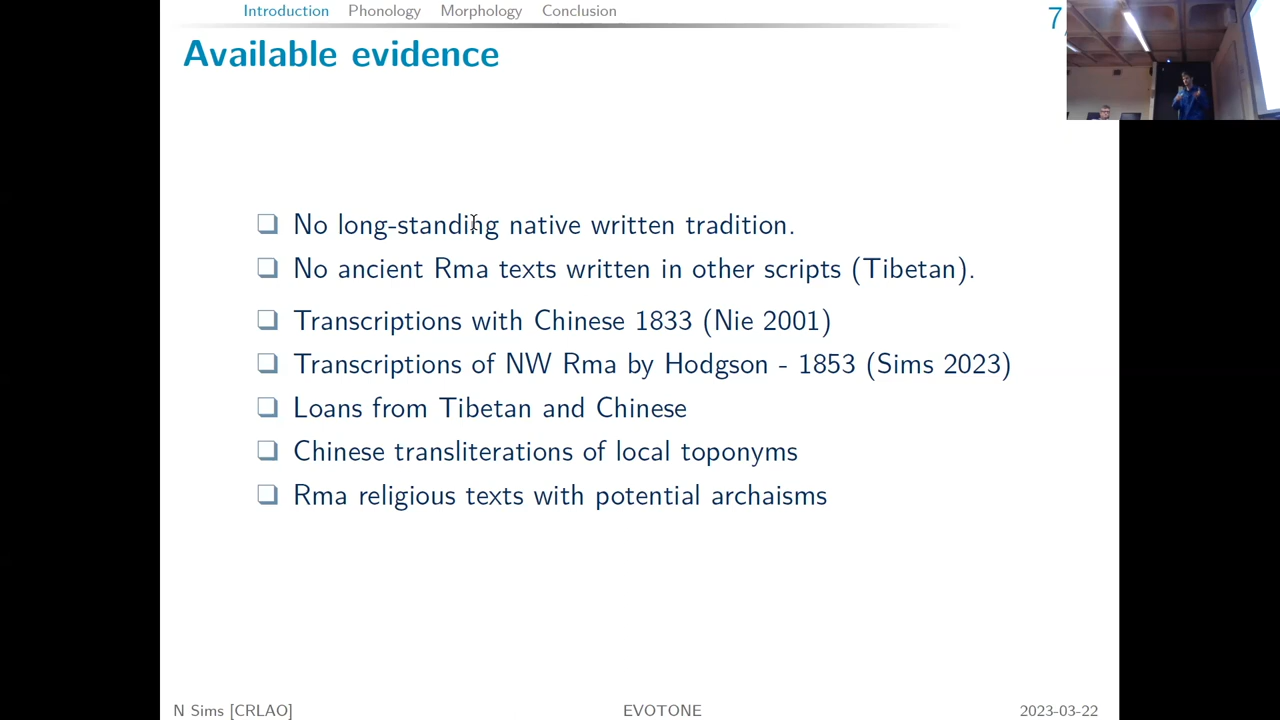 Introduction Phonology Morphology Conclusion
7
Available evidence
No long-standing native written tradition.
No ancient Rma texts written in other scripts (Tibetan).
Transcriptions with Chinese 1833 (Nie 2001)
Transcriptions of NW Rma by Hodgson - 1853 (Sims 2023)
Loans from Tibetan and Chinese
Chinese transliterations of local toponyms
Rma religious texts with potential archaisms
N Sims [CRLAO] EVOTONE 2023-03-22